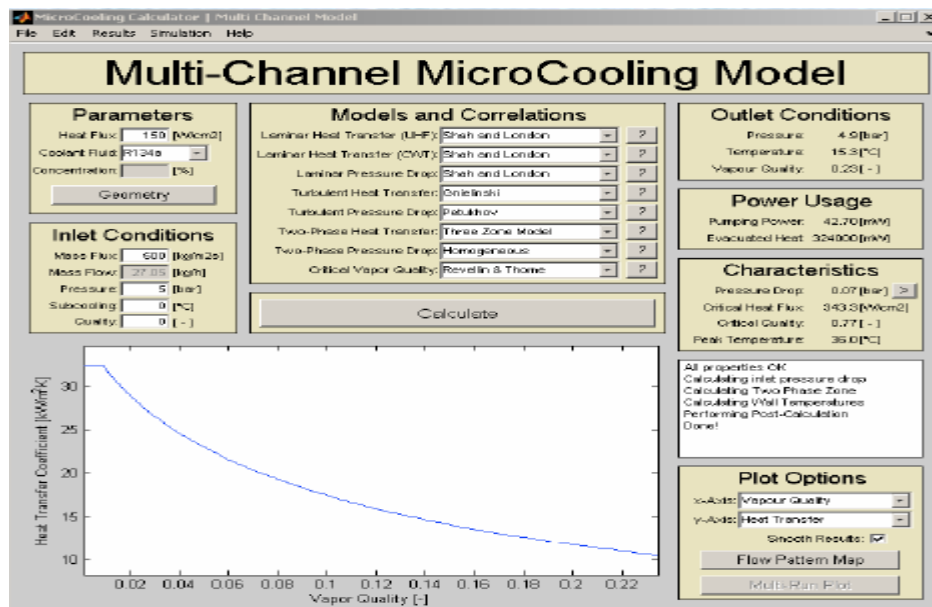 MicroCooling Calculator | Multi Channel Model
File Edit Results Simulation Help
Multi-Channel MicroCooling Model
Parameters
Heat Flux: 150 [W/cm2]
Coolant Fluid: R134a
Concentration: [%]
Geometry
Inlet Conditions
Mass Flux: 600 [kg/m2s]
Mass Flow: 27.05 [kg/h]
Pressure: 5 [bar]
Subcooling: 0 [°C]
Quality: 0 [-]
Models and Correlations
Laminar Heat Transfer (UHF): Shah and London ?
Laminar Heat Transfer (CWT): Shah and London ?
Laminar Pressure Drop: Shah and London ?
Turbulent Heat Transfer: Gnielinski ?
Turbulent Pressure Drop: Petukhov ?
Two-Phase Heat Transfer: Three Zone Model ?
Two-Phase Pressure Drop: Homogeneous ?
Critical Vapor Quality: Revellin & Thome ?
Calculate
Outlet Conditions
Pressure: 4.9 [bar]
Temperature: 15.3 [°C]
Vapour Quality: 0.23 [-]
Power Usage
Pumping Power: 42.70 [mW]
Evacuated Heat: 324000 [mW]
Characteristics
Pressure Drop: 0.07 [bar] >
Critical Heat Flux: 343.3 [W/cm2]
Critical Quality: 0.77 [-]
Peak Temperature: 36.0 [°C]
All properties OK
Calculating inlet pressure drop
Calculating Two Phase Zone
Calculating Wall Temperatures
Performing Post-Calculation
Done!
Plot Options
x-Axis: Vapour Quality
y-Axis: Heat Transfer
Smooth Results:
Flow Pattern Map
Multi-Run Plot
Heat Transfer Coefficient [kW/m²K]
30
25
20
15
10
0.02 0.04 0.06 0.08 0.1 0.12 0.14 0.16 0.18 0.2 0.22
Vapor Quality [-]